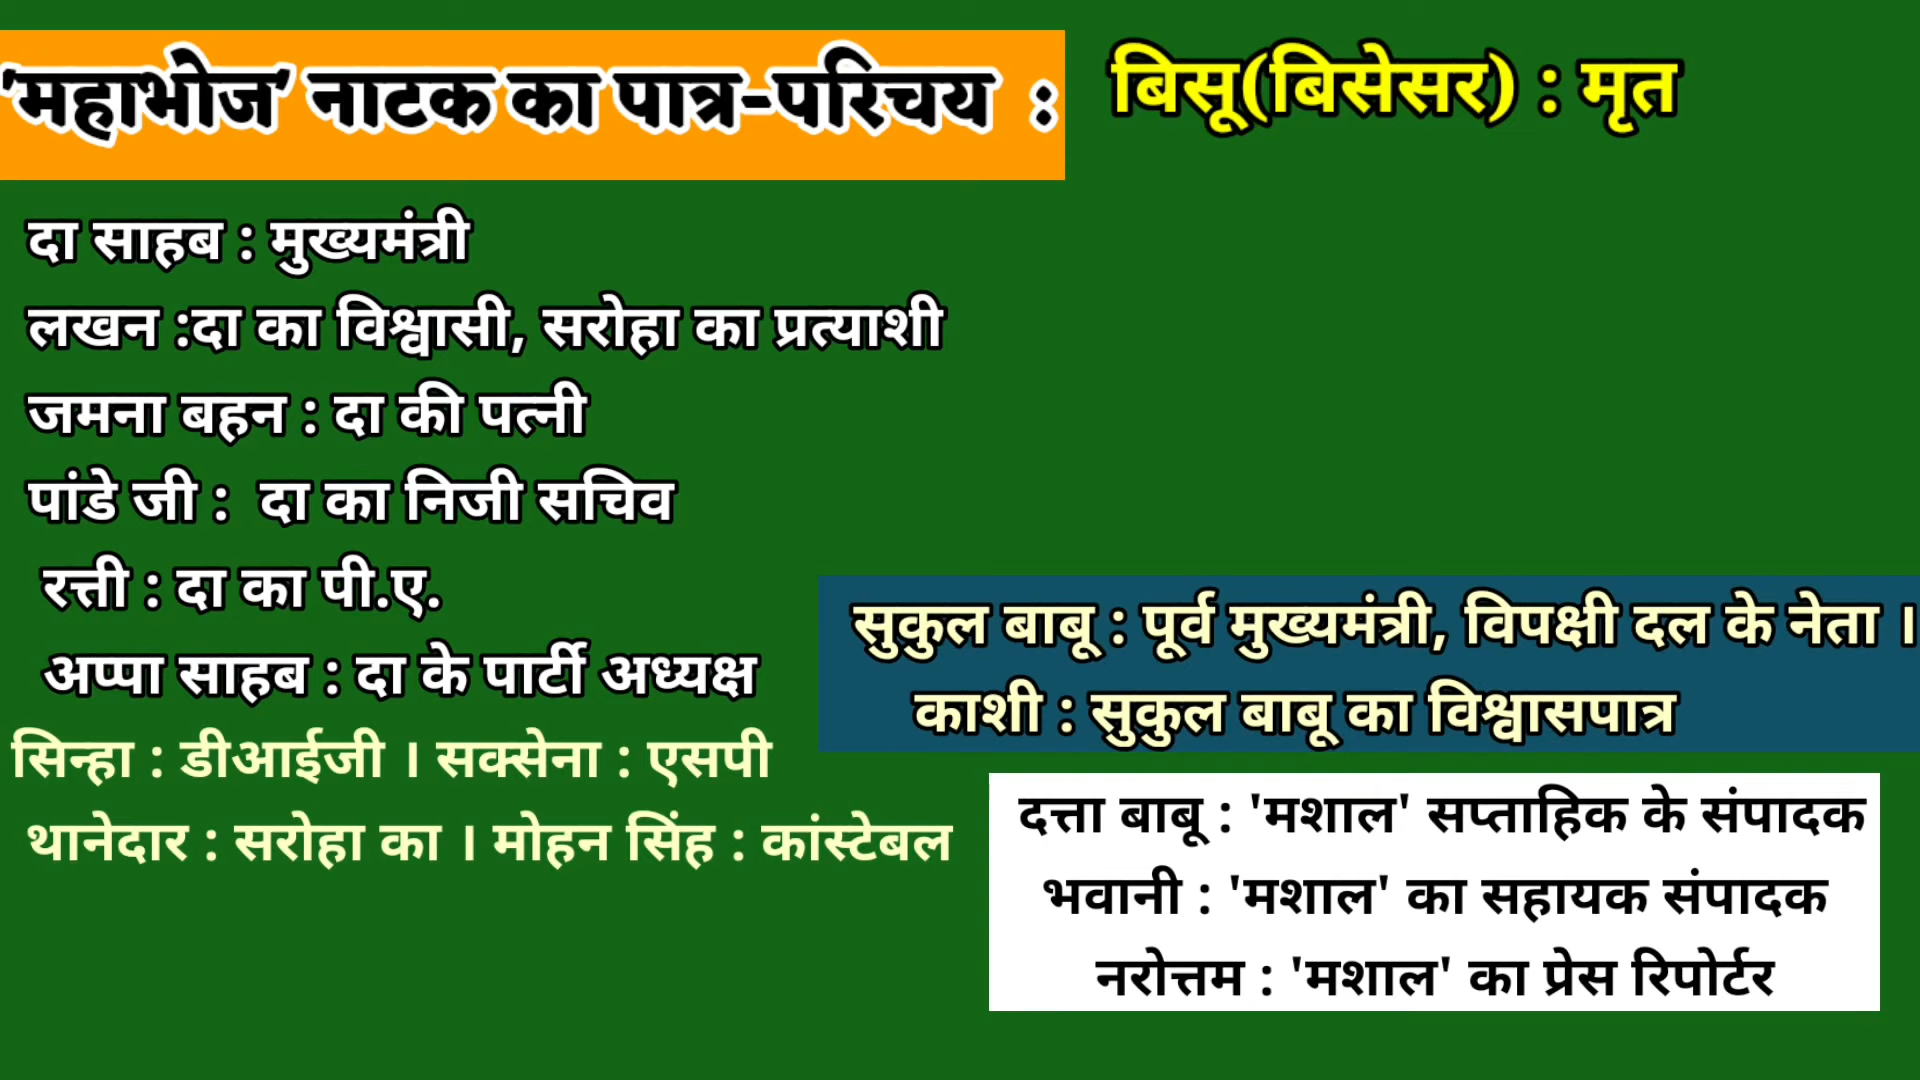 'महाभोज' नाटक का पात्र-परिचय :
बिसू(बिसेसर) : मृत
दा साहब : मुख्यमंत्री
लखन :दा का विश्वासी, सरोहा का प्रत्याशी
जमना बहन : दा की पत्नी
पांडे जी : दा का निजी सचिव
रत्ती : दा का पी.ए.
अप्पा साहब : दा के पार्टी अध्यक्ष
सिन्हा : डीआईजी । सक्सेना : एसपी
थानेदार : सरोहा का । मोहन सिंह : कांस्टेबल
सुकुल बाबू : पूर्व मुख्यमंत्री, विपक्षी दल के नेता ।
काशी : सुकुल बाबू का विश्वासपात्र
दत्ता बाबू : 'मशाल' सप्ताहिक के संपादक
भवानी : 'मशाल' का सहायक संपादक
नरोत्तम : 'मशाल' का प्रेस रिपोर्टर